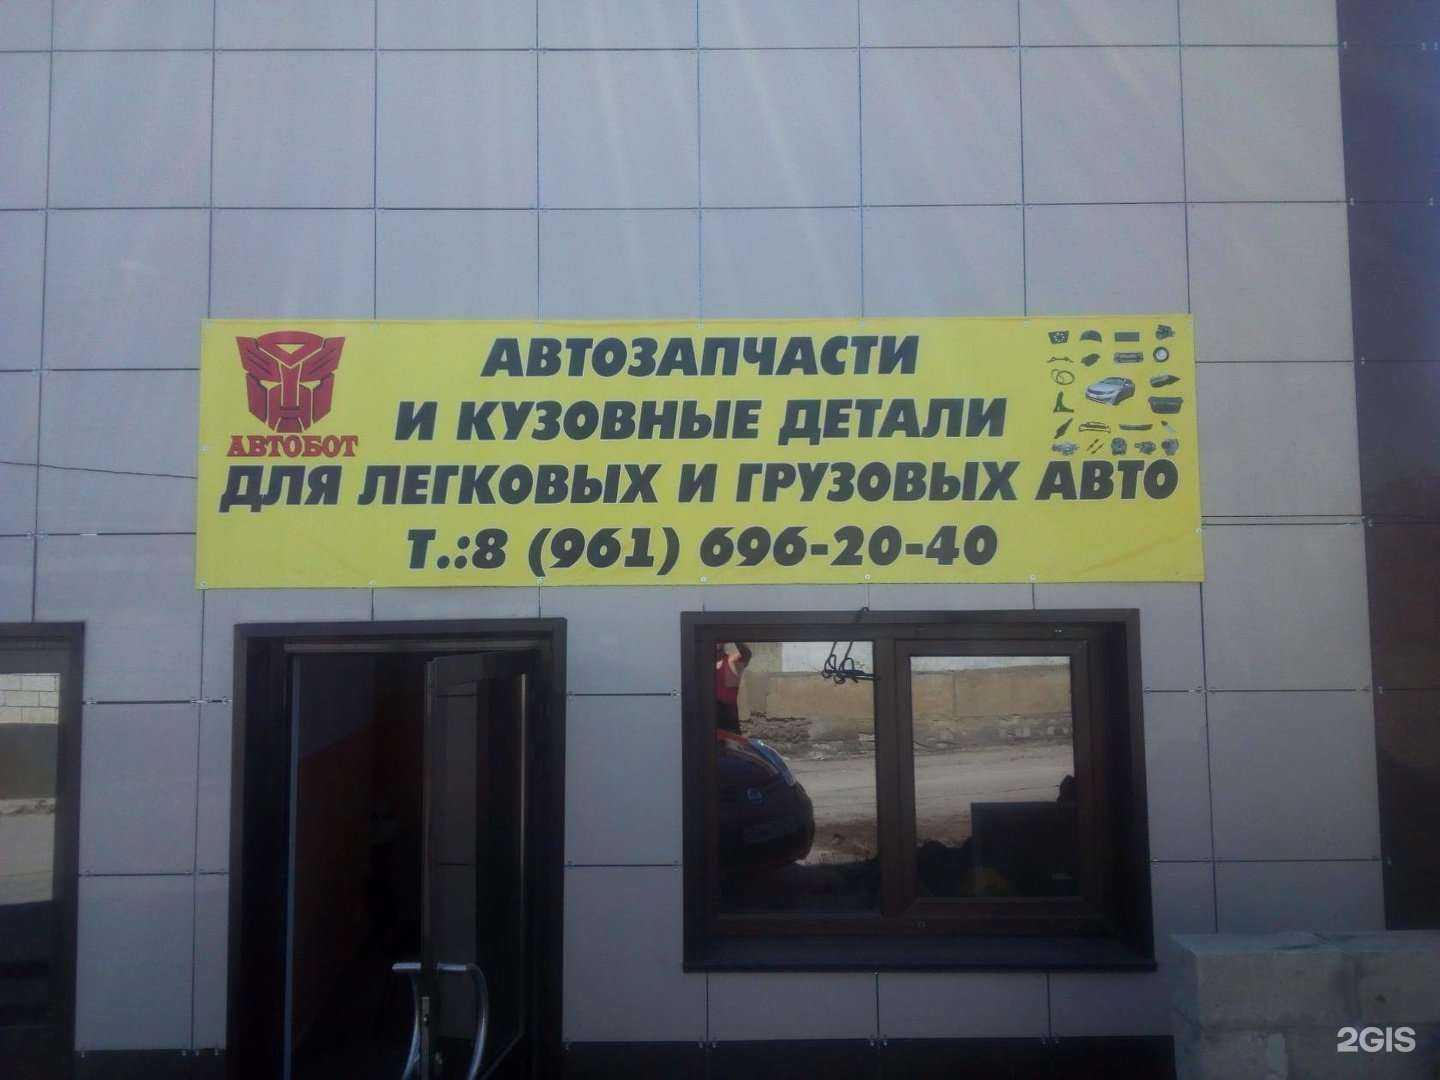 АВТОБОТ
АВТОЗАПЧАСТИ
И КУЗОВНЫЕ ДЕТАЛИ
ДЛЯ ЛЕГКОВЫХ И ГРУЗОВЫХ АВТО
Т.:8 (961) 696-20-40
2GIS